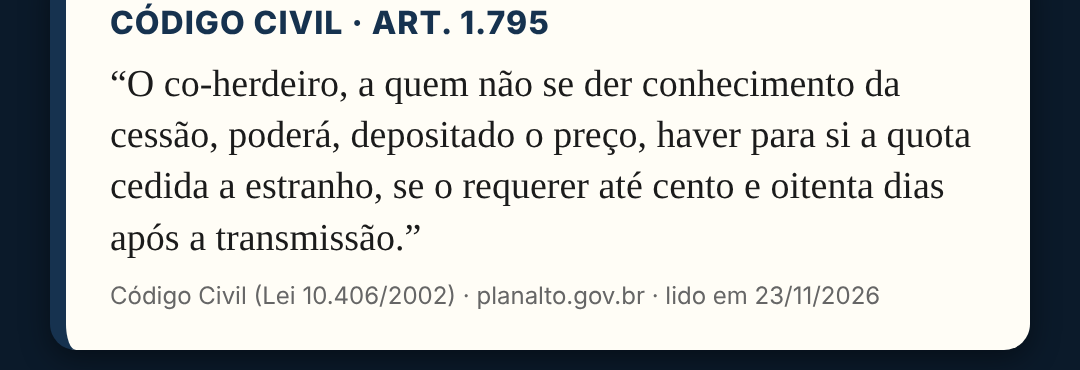 CÓDIGO CIVIL · ART. 1.795
“O co-herdeiro, a quem não se der conhecimento da
cessão, poderá, depositado o preço, haver para si a quota
cedida a estranho, se o requerer até cento e oitenta dias
após a transmissão.”
Código Civil (Lei 10.406/2002) · planalto.gov.br · lido em 23/11/2026